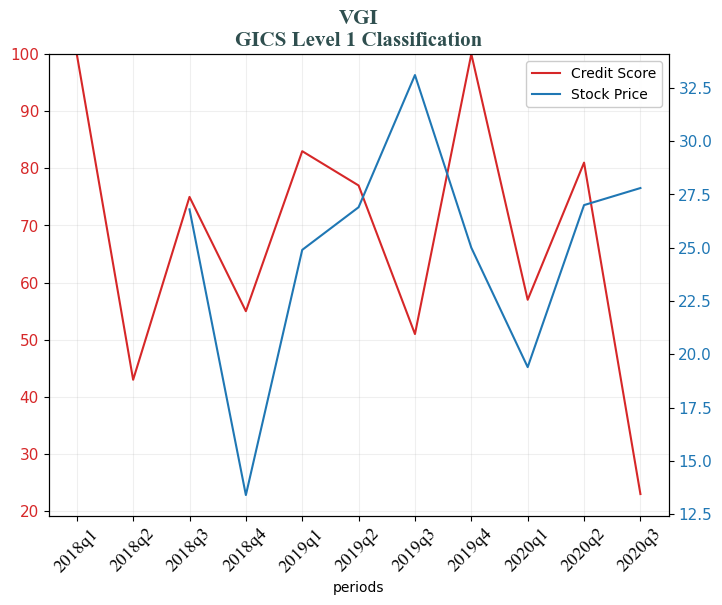 VGI
GICS Level 1 Classification
Credit Score
Stock Price
100
90
80
70
60
50
40
30
20
32.5
30.0
27.5
25.0
22.5
20.0
17.5
15.0
12.5
2018q1
2018q2
2018q3
2018q4
2019q1
2019q2
2019q3
2019q4
2020q1
2020q2
2020q3
periods